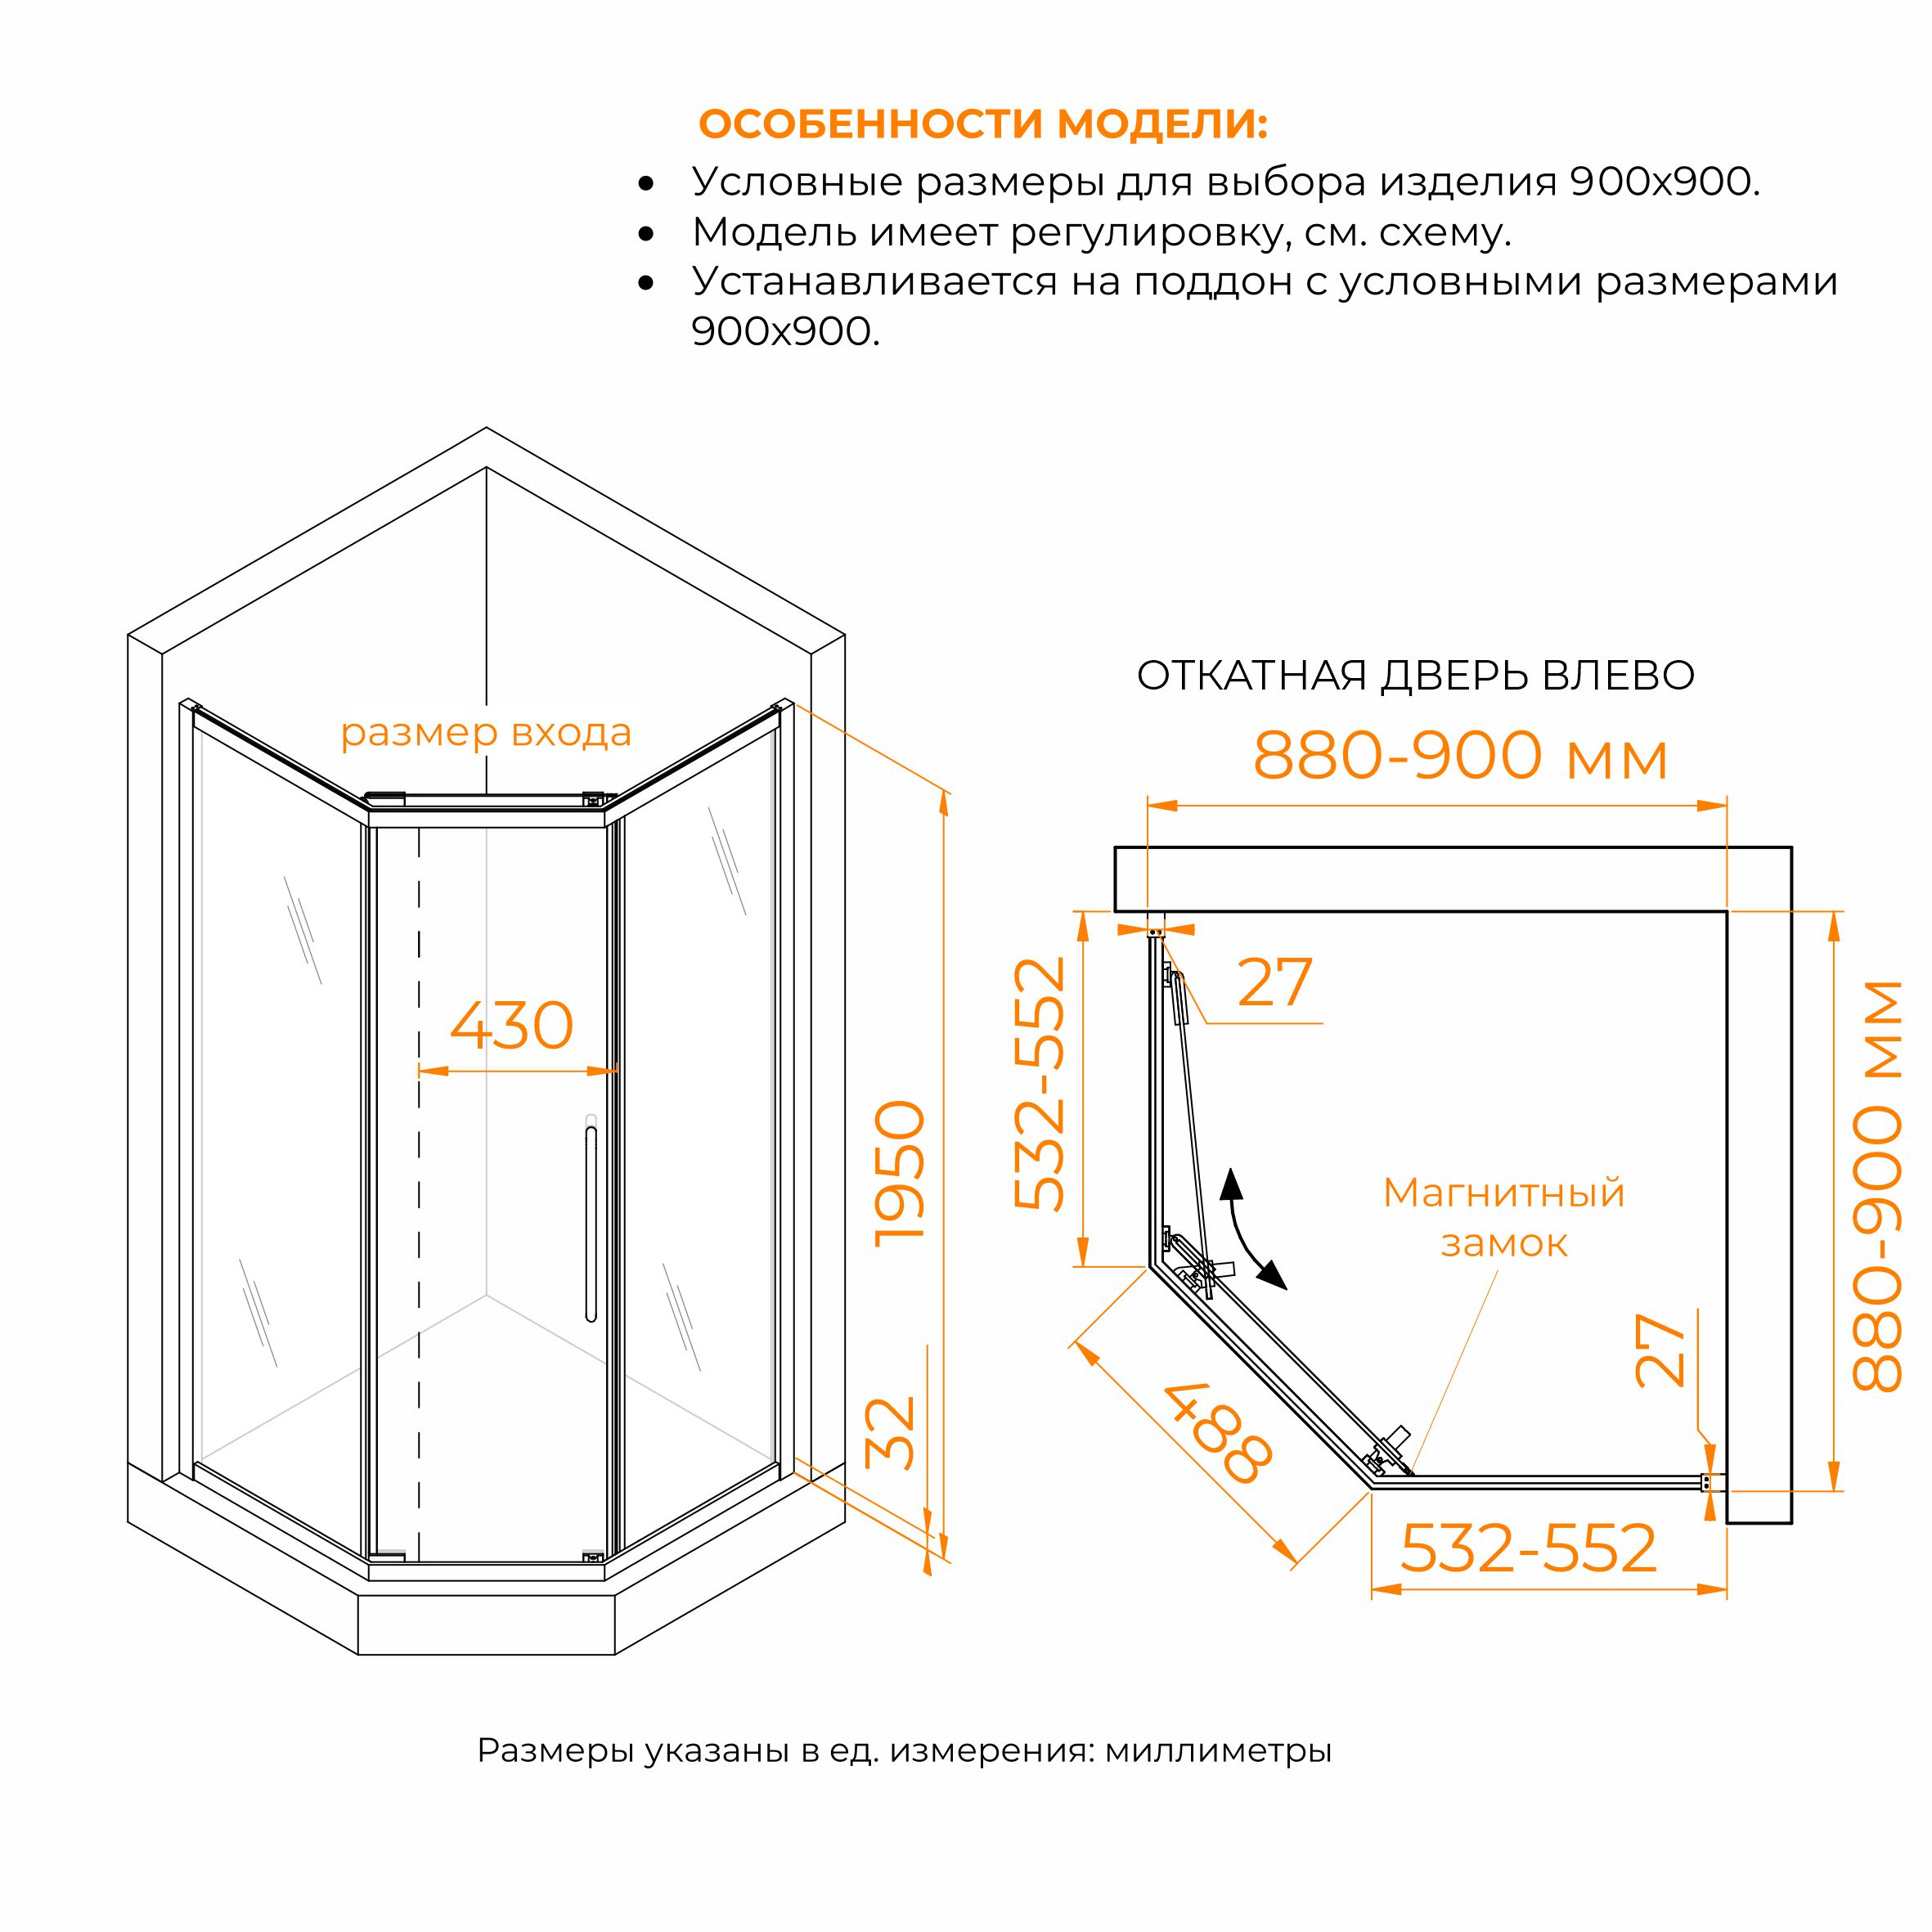 ОСОБЕННОСТИ МОДЕЛИ:
• Условные размеры для выбора изделия 900х900.
• Модель имеет регулировку, см. схему.
• Устанавливается на поддон с условными размерами
900х900.
размер входа
430
1950
32
ОТКАТНАЯ ДВЕРЬ ВЛЕВО
880-900 мм
27
532-552
880-900 мм
Магнитный
замок
27
488
532-552
Размеры указаны в ед. измерения: миллиметры